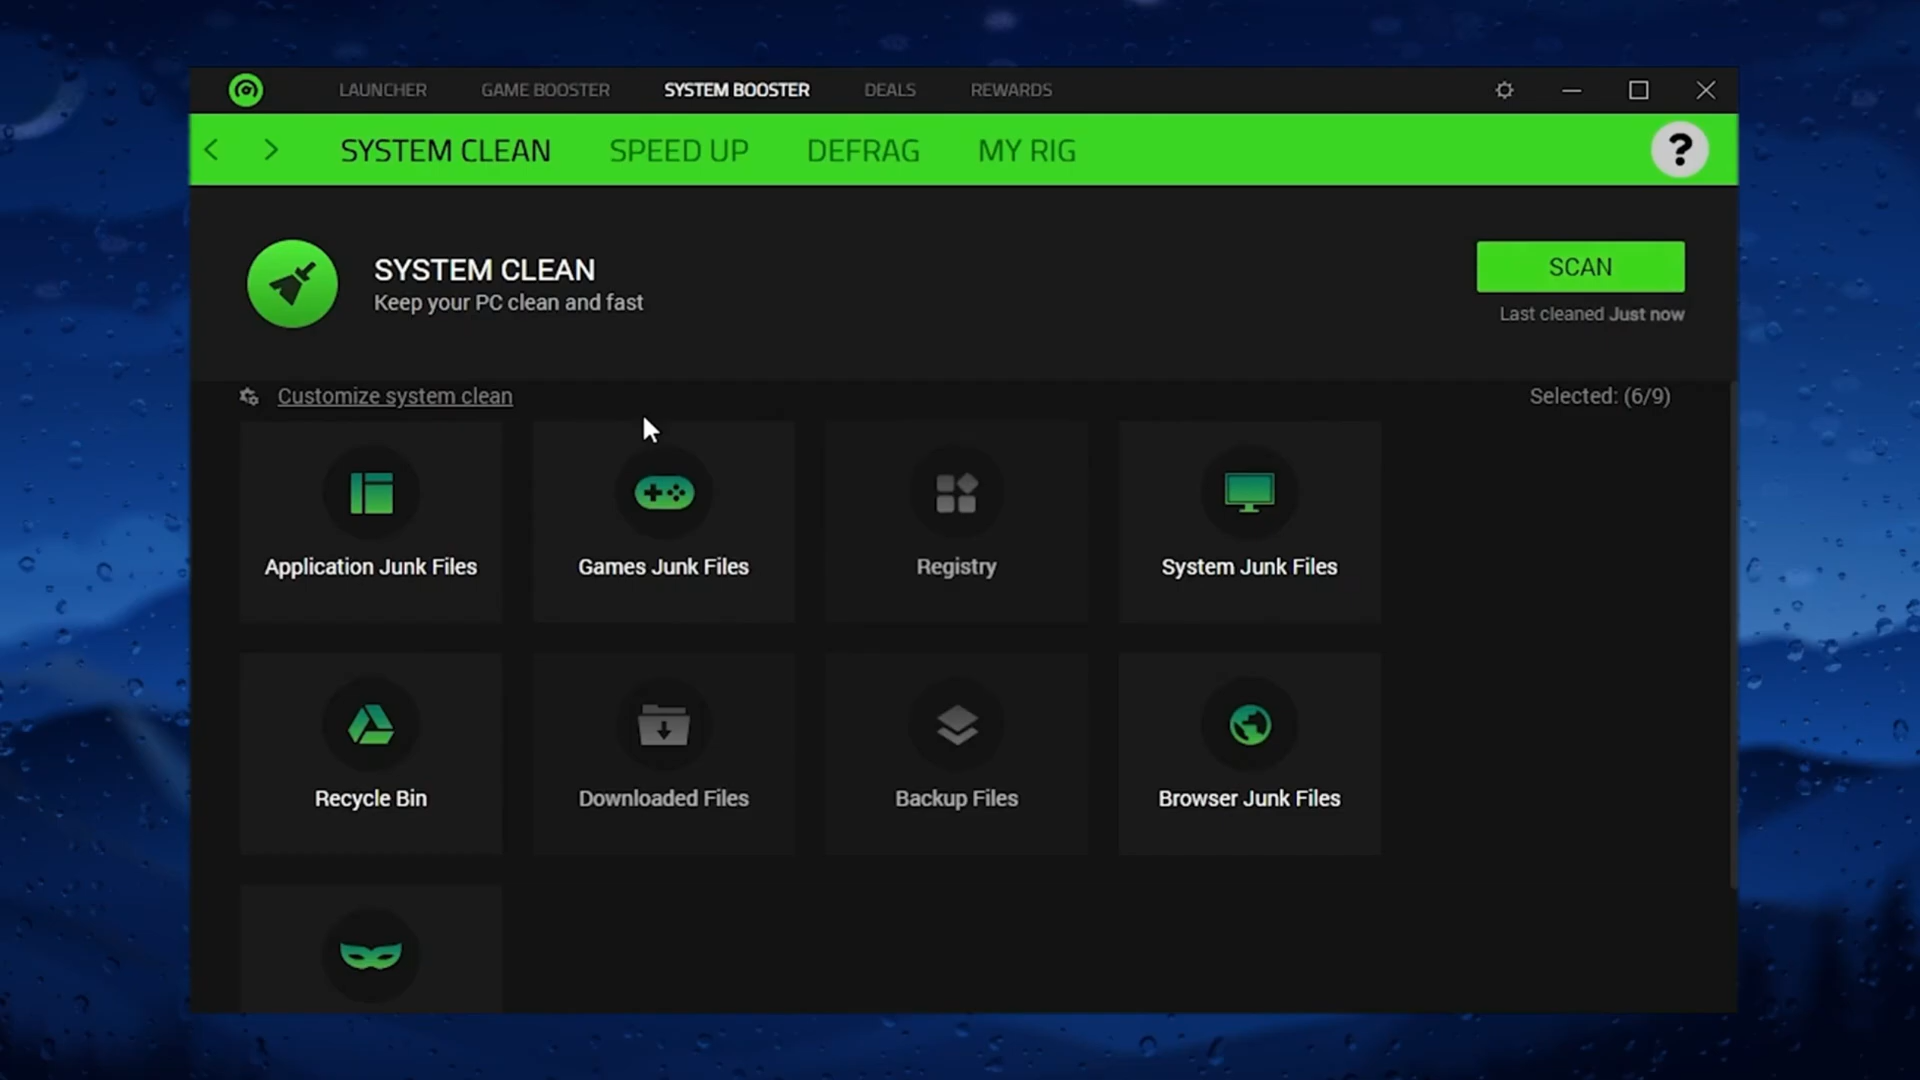 LAUNCHER GAME BOOSTER SYSTEM BOOSTER DEALS REWARDS
SYSTEM CLEAN SPEED UP DEFRAG MY RIG ?
SYSTEM CLEAN
Keep your PC clean and fast
SCAN
Last cleaned Just now
Customize system clean
Selected: (6/9)
Application Junk Files Games Junk Files Registry System Junk Files
Recycle Bin Downloaded Files Backup Files Browser Junk Files